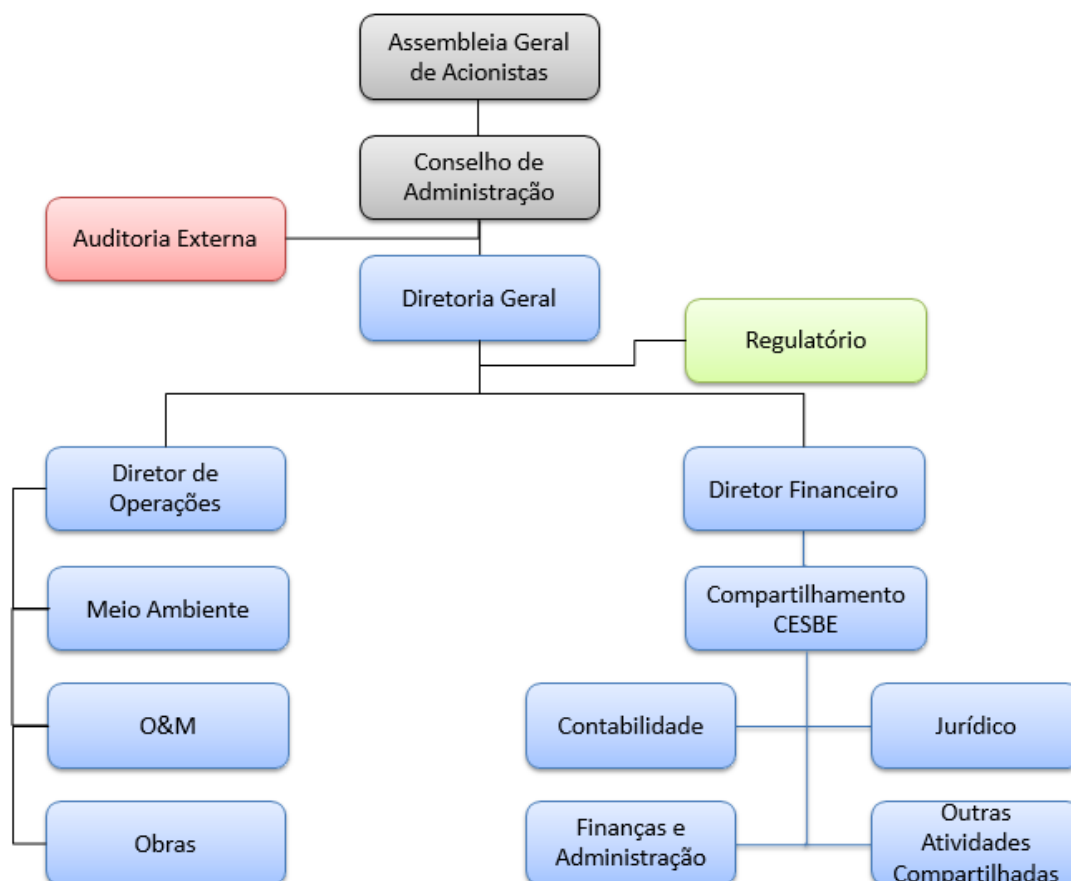 Assembleia Geral
de Acionistas
Conselho de
Administração
Auditoria Externa
Diretoria Geral
Regulatório
Diretor de
Operações
Diretor Financeiro
Meio Ambiente
Compartilhamento
CESBE
O&M
Contabilidade
Jurídico
Obras
Finanças e
Administração
Outras
Atividades
Compartilhadas